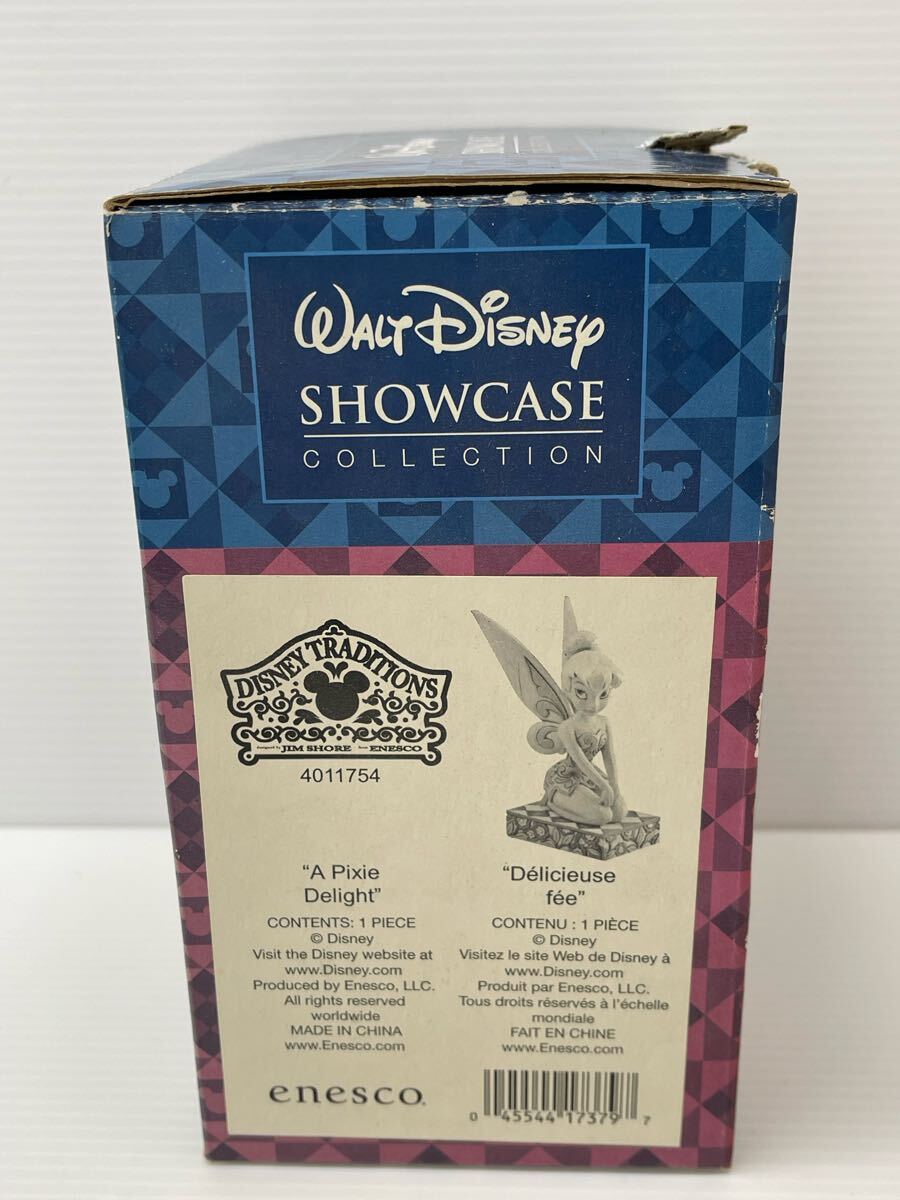 WALT DISNEY
SHOWCASE
COLLECTION
DISNEY TRADITIONS
designed by JIM SHORE from ENESCO
4011754
“A Pixie
Delight”
CONTENTS: 1 PIECE
© Disney
Visit the Disney website at
www.Disney.com
Produced by Enesco, LLC.
All rights reserved
worldwide
MADE IN CHINA
www.Enesco.com
“Délicieuse
fée”
CONTENU : 1 PIÈCE
© Disney
Visitez le site Web de Disney à
www.Disney.com
Produit par Enesco, LLC.
Tous droits réservés à l'échelle
mondiale
FAIT EN CHINE
www.Enesco.com
enesco.
0 45544 17379 7